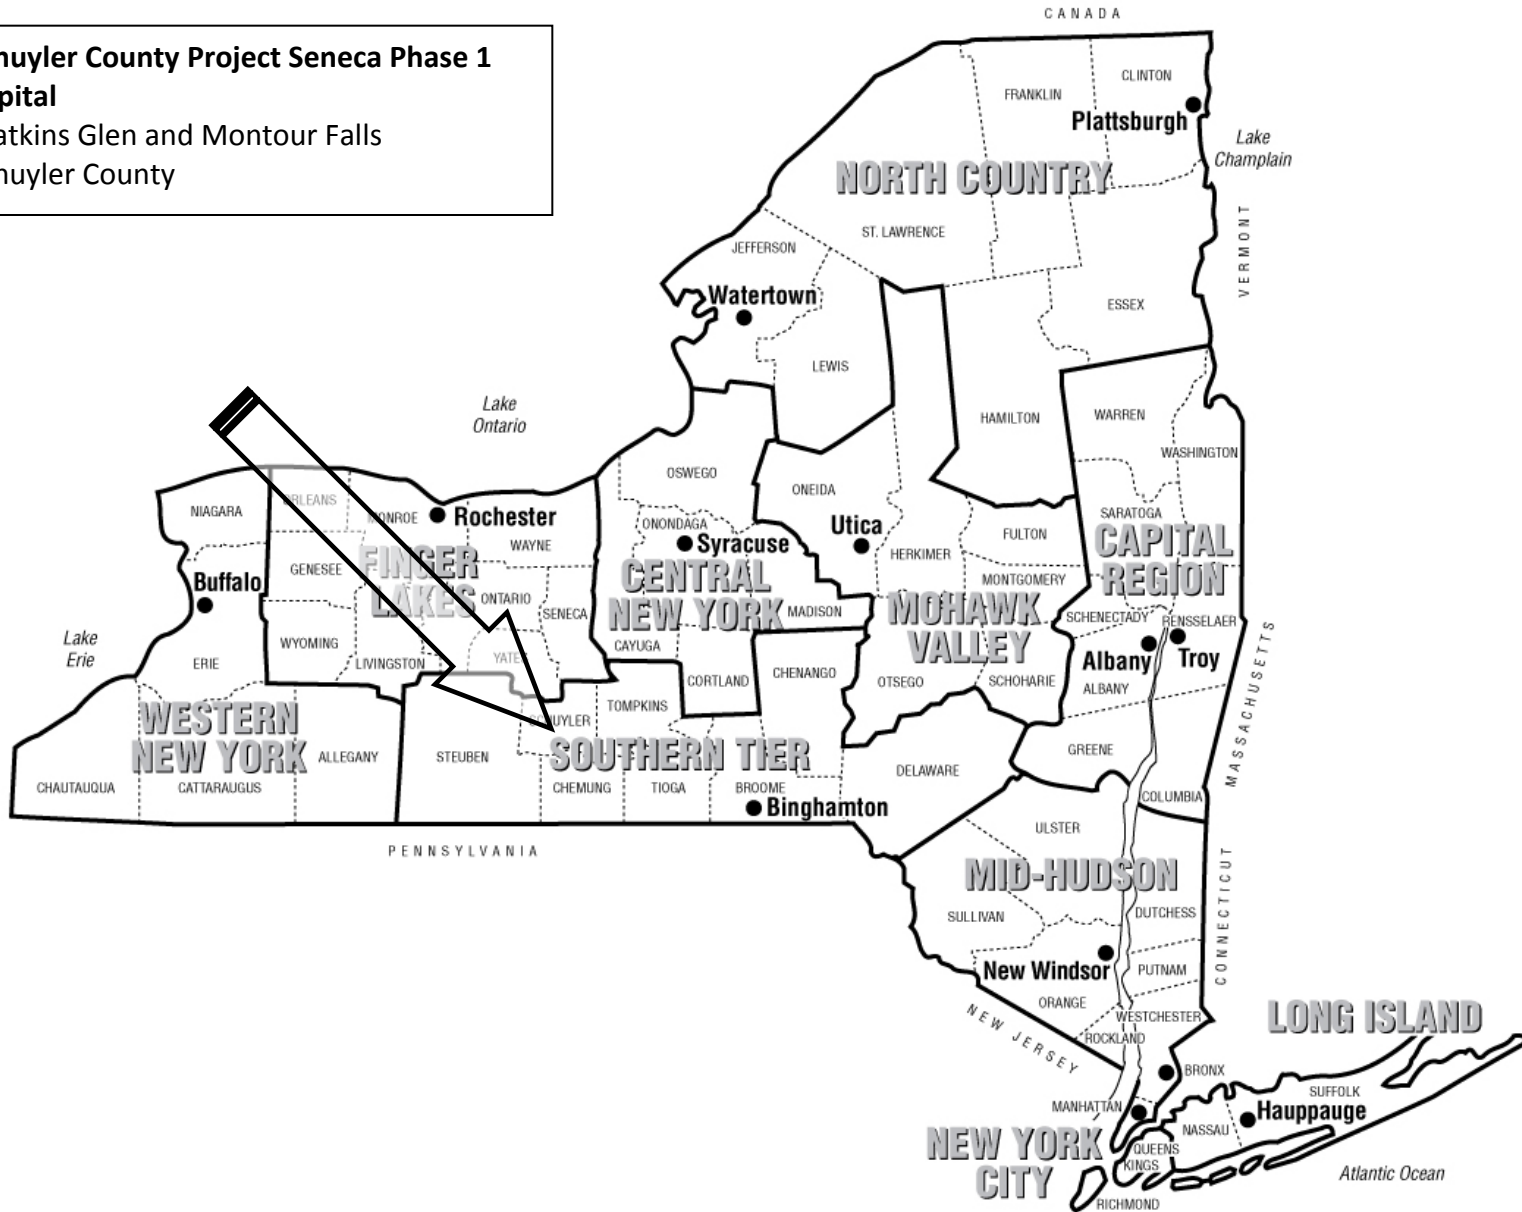 CANADA
huyler County Project Seneca Phase 1
pital
atkins Glen and Montour Falls
huyler County
CLINTON
FRANKLIN
Plattsburgh
Lake
Champlain
NORTH COUNTRY
ST. LAWRENCE
JEFFERSON
VERMONT
Watertown
ESSEX
LEWIS
Lake
Ontario
HAMILTON
WARREN
WASHINGTON
OSWEGO
ONEIDA
NIAGARA
ORLEANS
MONROE
Rochester
ONONDAGA
Syracuse
Utica
SARATOGA
FULTON
CAPITAL
REGION
WAYNE
HERKIMER
GENESEE
FINGER
LAKES
Buffalo
CENTRAL
NEW YORK
MONTGOMERY
ONTARIO
SENECA
MADISON
MOHAWK
VALLEY
SCHENECTADY
RENSSELAER
Lake
Erie
WYOMING
CAYUGA
ERIE
LIVINGSTON
YATES
Albany
Troy
CORTLAND
CHENANGO
OTSEGO
SCHOHARIE
ALBANY
MASSACHUSETTS
WESTERN
NEW YORK
TOMPKINS
SCHUYLER
ALLEGANY
STEUBEN
SOUTHERN TIER
GREENE
DELAWARE
CHAUTAUQUA
CATTARAUGUS
CHEMUNG
TIOGA
BROOME
Binghamton
COLUMBIA
PENNSYLVANIA
ULSTER
MID-HUDSON
CONNECTICUT
SULLIVAN
DUTCHESS
New Windsor
PUTNAM
ORANGE
NEW JERSEY
WESTCHESTER
ROCKLAND
LONG ISLAND
BRONX
SUFFOLK
MANHATTAN
Hauppauge
NASSAU
NEW YORK
CITY
QUEENS
KINGS
Atlantic Ocean
RICHMOND